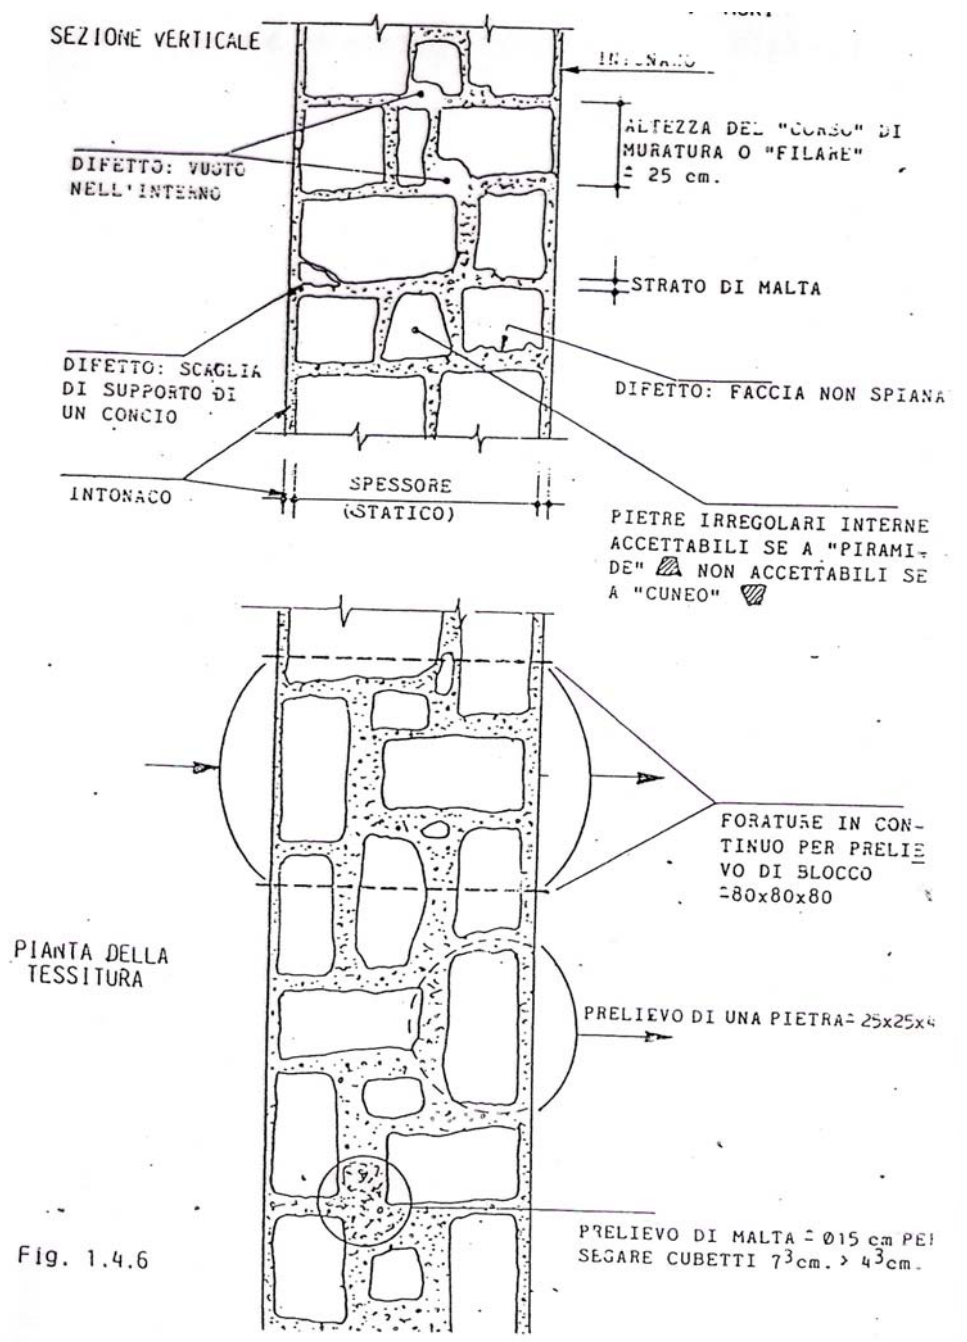 SEZIONE VERTICALE
ALTEZZA DEL "CORSO" DI
MURATURA O "FILARE"
≃ 25 cm.
DIFETTO: VUOTO
NELL'INTERNO
STRATO DI MALTA
DIFETTO: SCAGLIA
DI SUPPORTO DI
UN CONCIO
DIFETTO: FACCIA NON SPIANA
INTONACO
SPESSORE
(STATICO)
PIETRE IRREGOLARI INTERNE
ACCETTABILI SE A "PIRAMI-
DE" NON ACCETTABILI SE
A "CUNEO"
FORATURE IN CON-
TINUO PER PRELIE
VO DI BLOCCO
≃80x80x80
PIANTA DELLA
TESSITURA
PRELIEVO DI UNA PIETRA≃ 25x25x4
PRELIEVO DI MALTA ≃ Ø15 cm PER
SEGARE CUBETTI 7³cm. > 4³cm.
Fig. 1.4.6